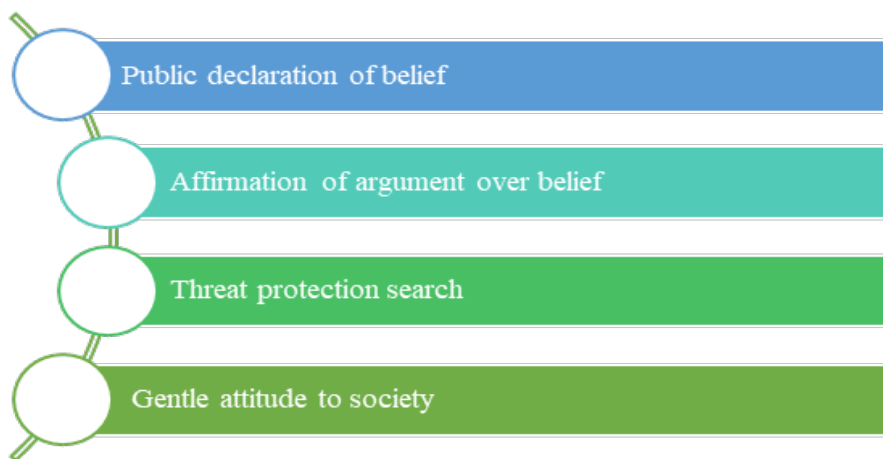 Public declaration of belief
Affirmation of argument over belief
Threat protection search
Gentle attitude to society